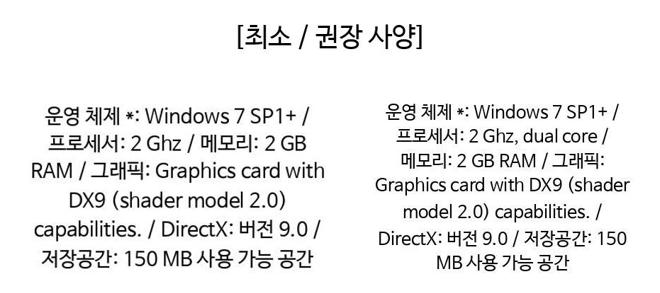 [최소 / 권장 사양]
운영 체제 *: Windows 7 SP1+ /
프로세서: 2 Ghz / 메모리: 2 GB
RAM / 그래픽: Graphics card with
DX9 (shader model 2.0)
capabilities. / DirectX: 버전 9.0 /
저장공간: 150 MB 사용 가능 공간
운영 체제 *: Windows 7 SP1+ /
프로세서: 2 Ghz, dual core /
메모리: 2 GB RAM / 그래픽:
Graphics card with DX9 (shader
model 2.0) capabilities. /
DirectX: 버전 9.0 / 저장공간: 150
MB 사용 가능 공간